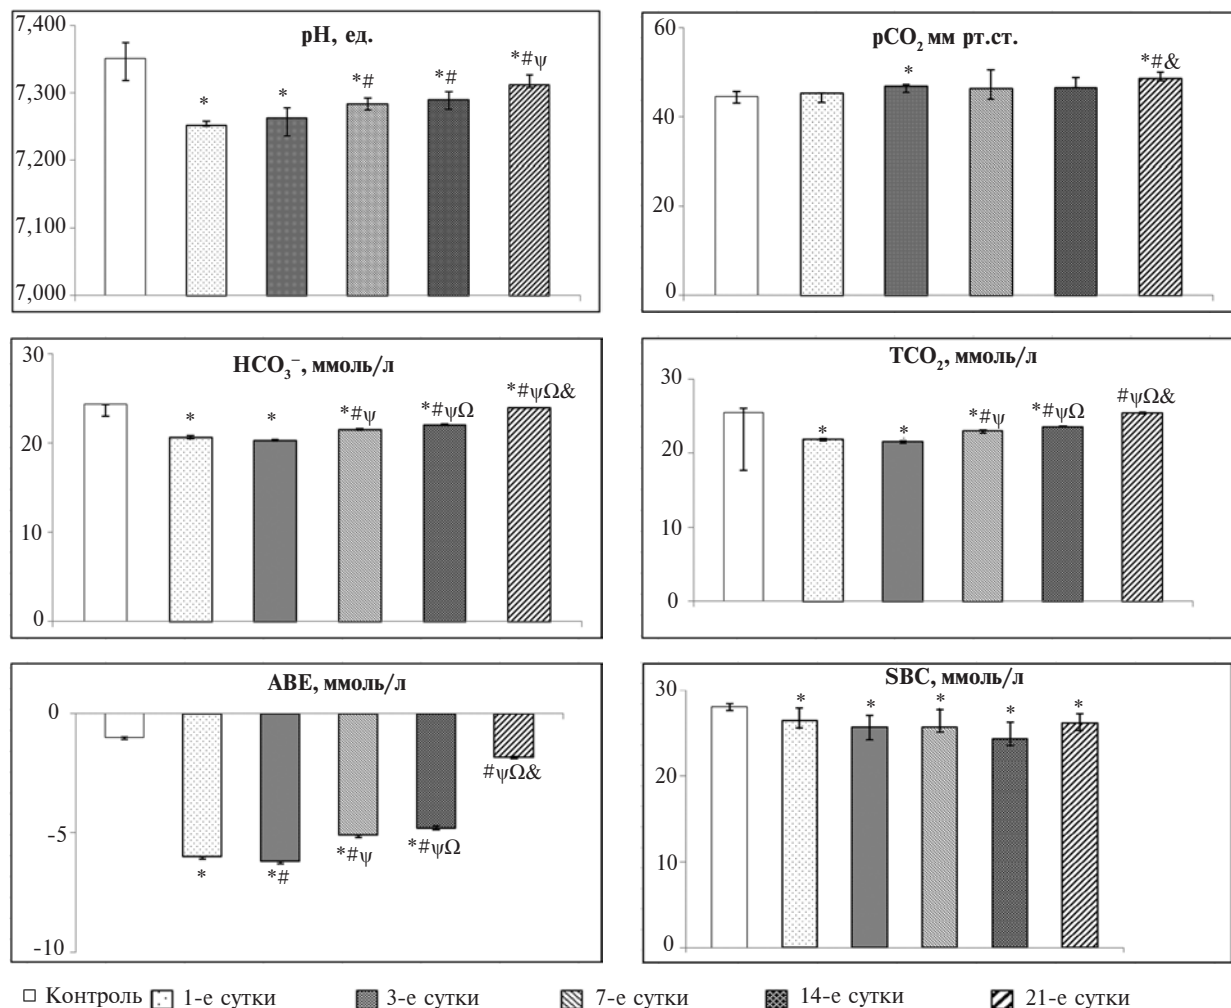 pH, ед.
7,400
7,300
7,200
7,100
7,000
*
*
*#
*#
*#ψ
pCO₂ мм рт.ст.
60
40
20
0
*
*#&
HCO₃⁻, ммоль/л
30
20
10
0
*
*
*#ψ
*#ψΩ
*#ψΩ&
TCO₂, ммоль/л
30
20
10
0
*
*
*#ψ
*#ψΩ
#ψΩ&
ABE, ммоль/л
0
-5
-10
*
*#
*#ψ
*#ψΩ
#ψΩ&
SBC, ммоль/л
30
20
10
0
*
*
*
*
*
Контроль 1-е сутки 3-е сутки 7-е сутки 14-е сутки 21-е сутки